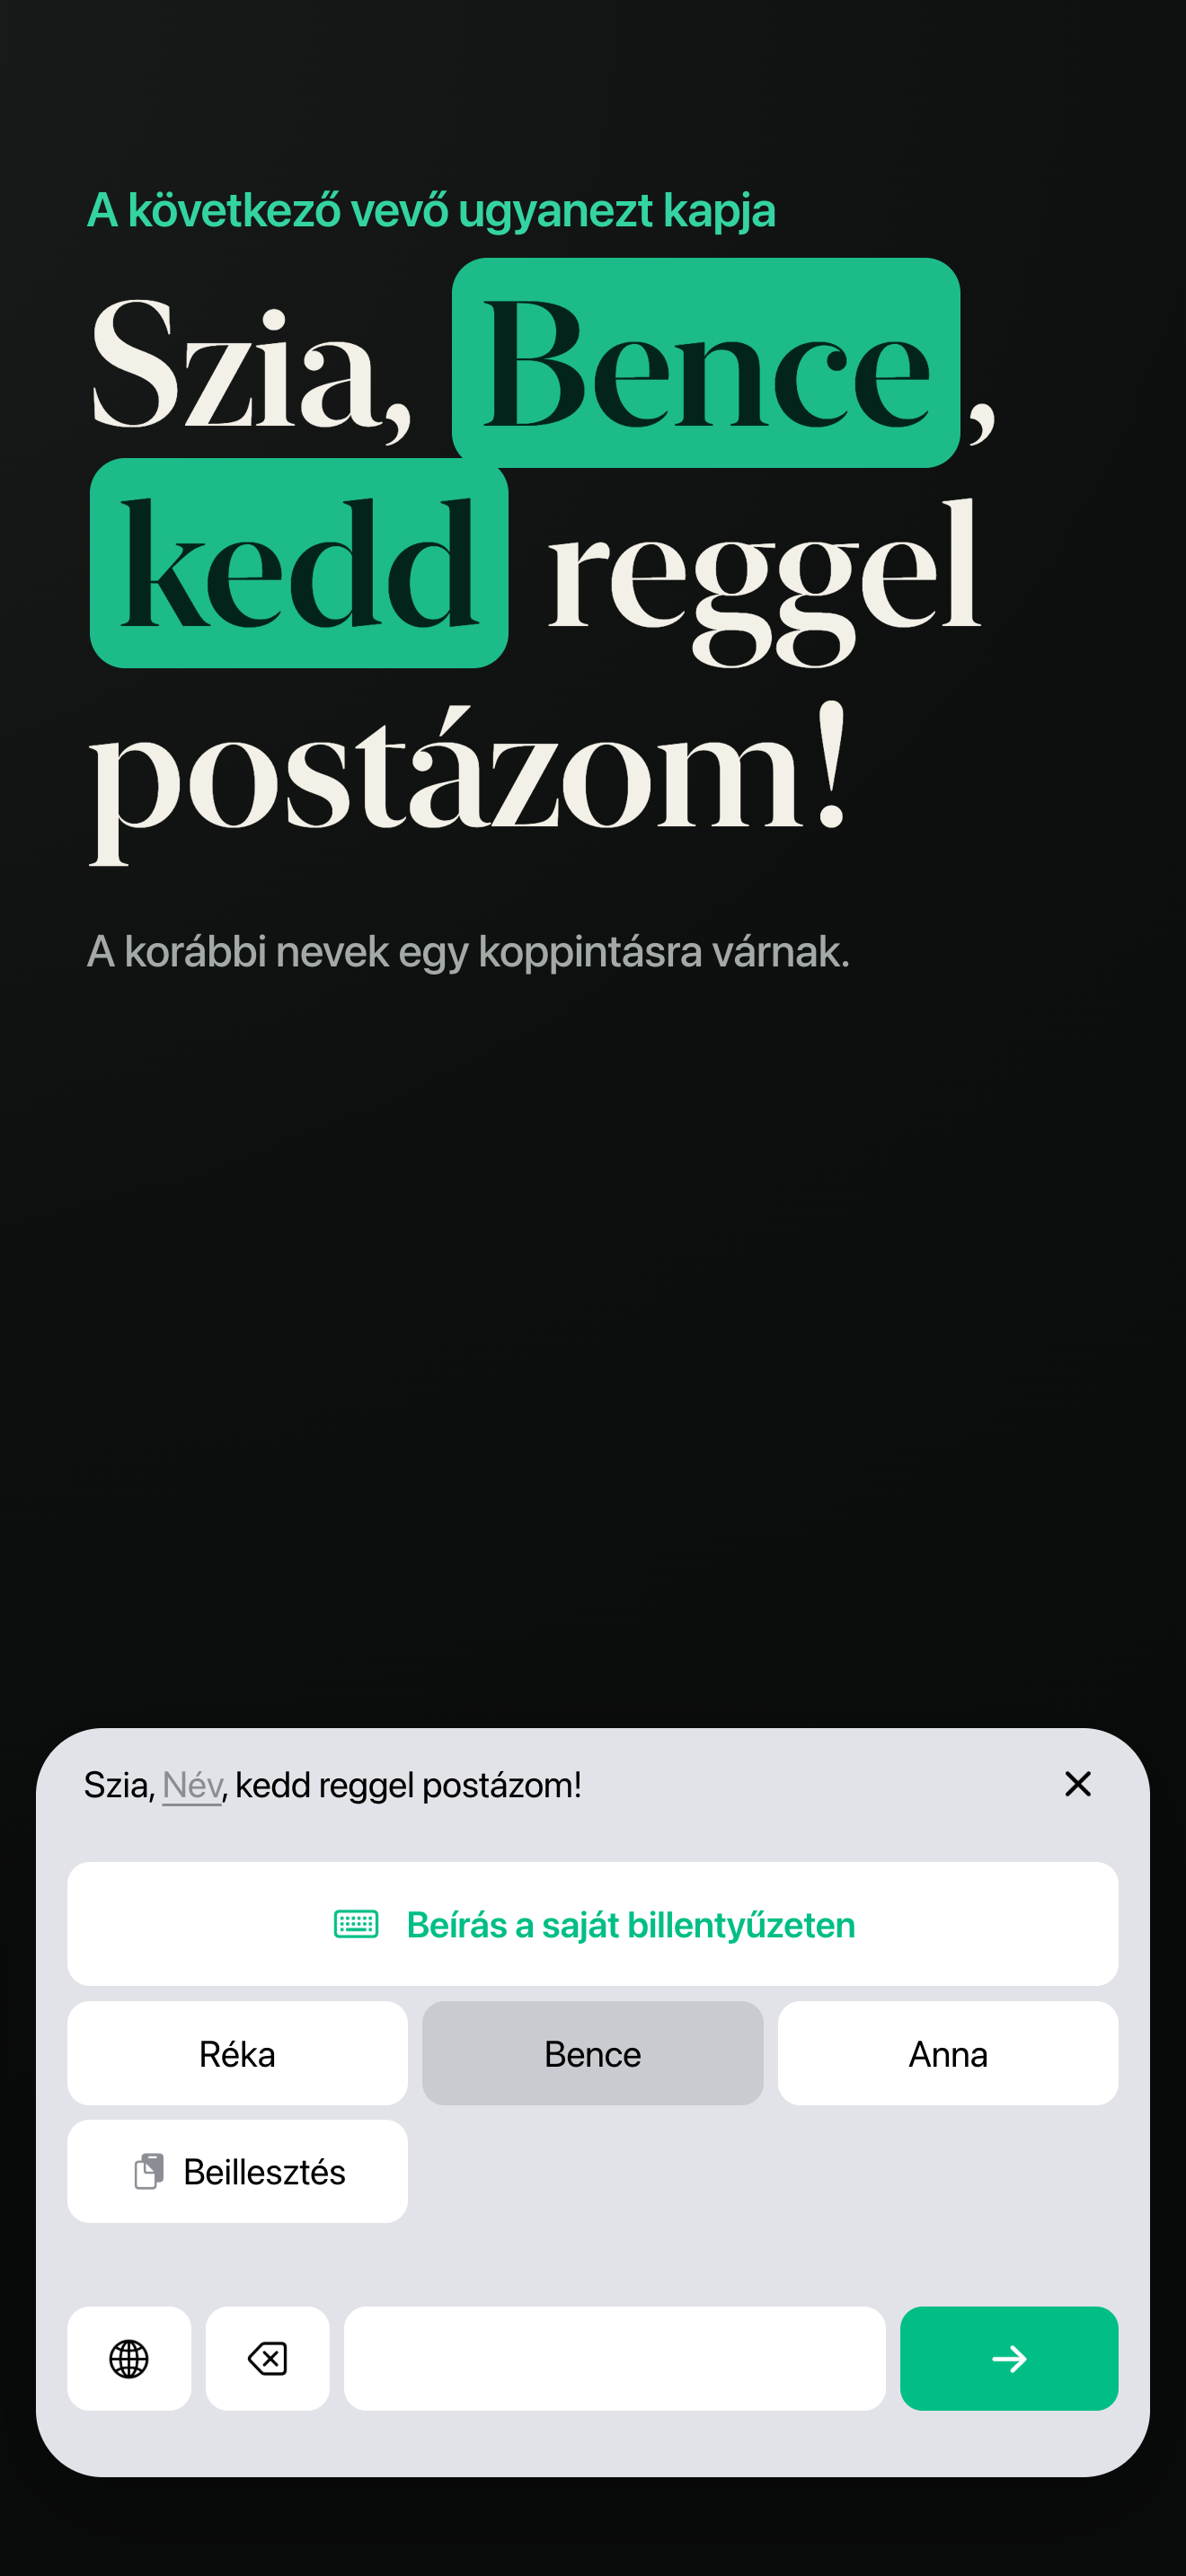 A következő vevő ugyanezt kapja
Szia, Bence,
kedd reggel
postázom!
A korábbi nevek egy koppintásra várnak.
Szia, Név, kedd reggel postázom!
Beírás a saját billentyűzeten
Réka
Bence
Anna
Beillesztés